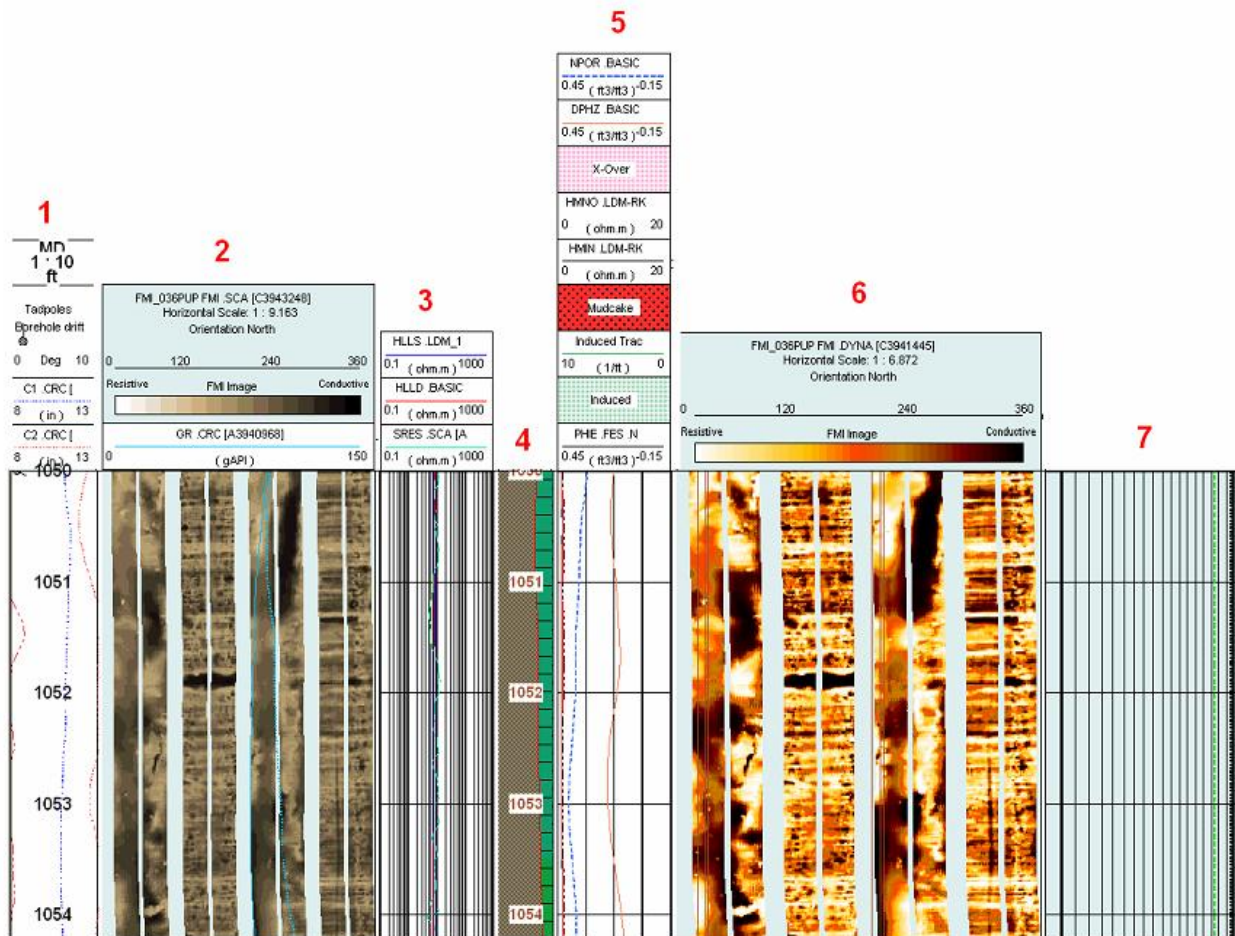 5
NPOR .BASIC
0.45 ( ft3/ft3 ) -0.15
DPHZ .BASIC
0.45 ( ft3/ft3 ) -0.15
X-Over
HMNO .LDM-RK
0 ( ohm.m ) 20
HMIN .LDM-RK
0 ( ohm.m ) 20
Mudcake
Induced Trac
10 (1/ft) 0
Induced
PHIE .FES .N
0.45 ( ft3/ft3 ) -0.15
1
MD
1 : 10
ft
Tadpoles
Borehole drift
0 Deg 10
C1 .CRC [
8 ( in ) 13
C2 .CRC [
8 ( in ) 13
2
FMI_036PUP FMI .SCA [C3943248]
Horizontal Scale: 1 : 9.163
Orientation North
0 120 240 360
Resistive FMI Image Conductive
GR .CRC [A3940968]
0 ( gAPI ) 150
3
HLLS .LDM_1
0.1 ( ohm.m ) 1000
HLLD .BASIC
0.1 ( ohm.m ) 1000
SRES .SCA [A
0.1 ( ohm.m ) 1000
4
6
FMI_036PUP FMI .DYNA [C3941445]
Horizontal Scale: 1 : 6.872
Orientation North
0 120 240 360
Resistive FMI Image Conductive
7
1050
1051
1052
1053
1054
1051
1052
1053
1054